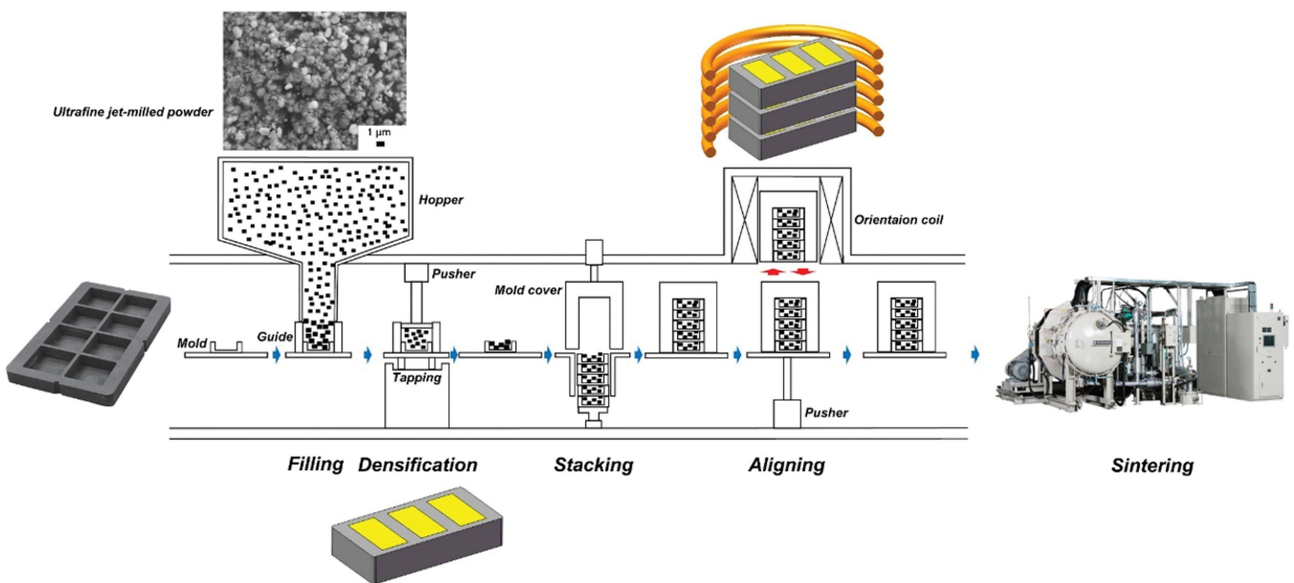 Ultrafine jet-milled powder
1 μm
Hopper
Orientaion coil
Pusher
Mold cover
Mold
Guide
Tapping
Pusher
Filling
Densification
Stacking
Aligning
Sintering